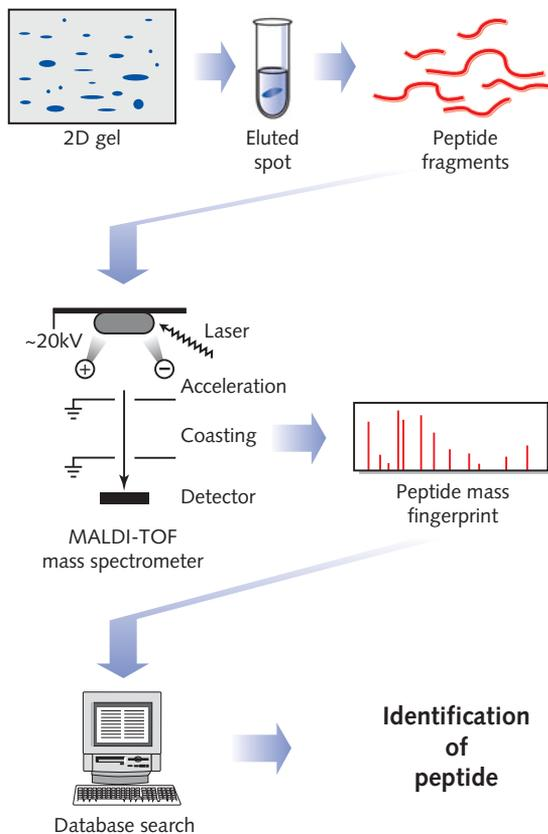 2D gel
Eluted
spot
Peptide
fragments
~20kV
Laser
+
−
Acceleration
Coasting
Detector
MALDI-TOF
mass spectrometer
Peptide mass
fingerprint
Database search
Identification
of
peptide